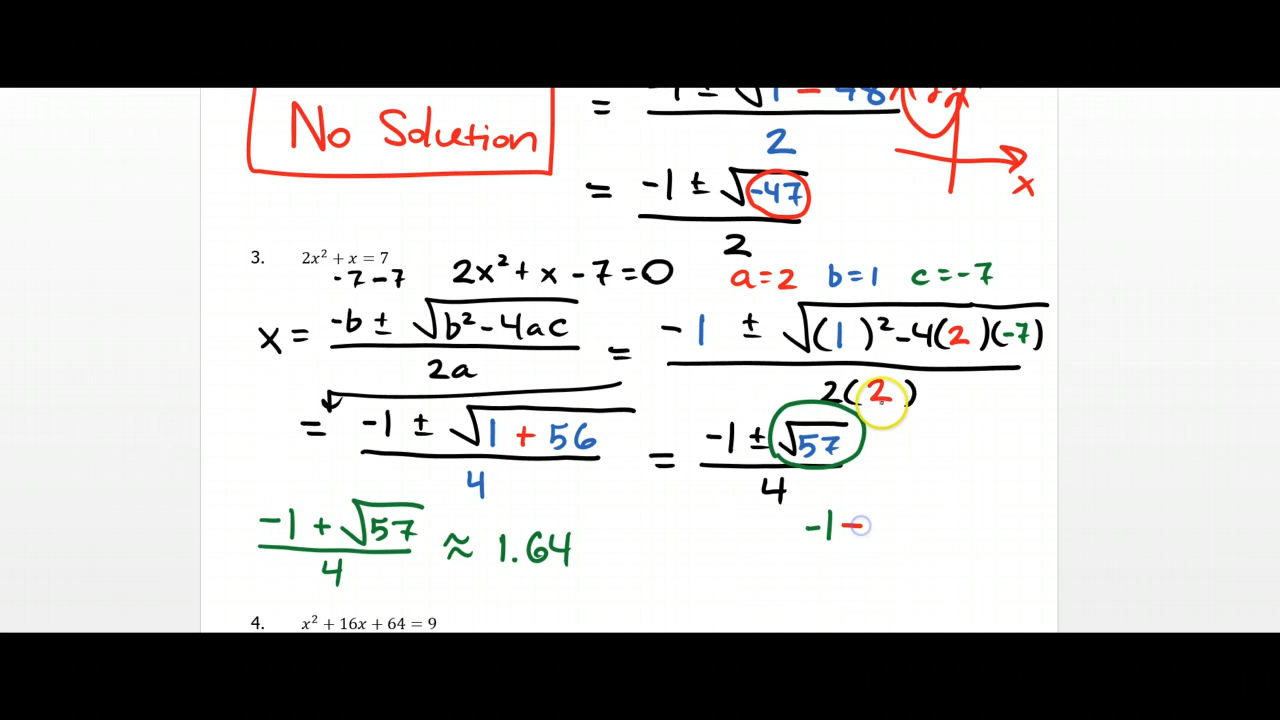 No Solution
= -1 ± √1 - 48
2
= -1 ± √-47
2
3. 2x² + x = 7
-7 -7
2x² + x - 7 = 0
a=2 b=1 c=-7
x = -b ± √b² - 4ac
2a
= -1 ± √(1)² - 4(2)(-7)
2(2)
= -1 ± √1 + 56
4
= -1 ± √57
4
-1 + √57
4
≈ 1.64
-1 -
x
4. x² + 16x + 64 = 9